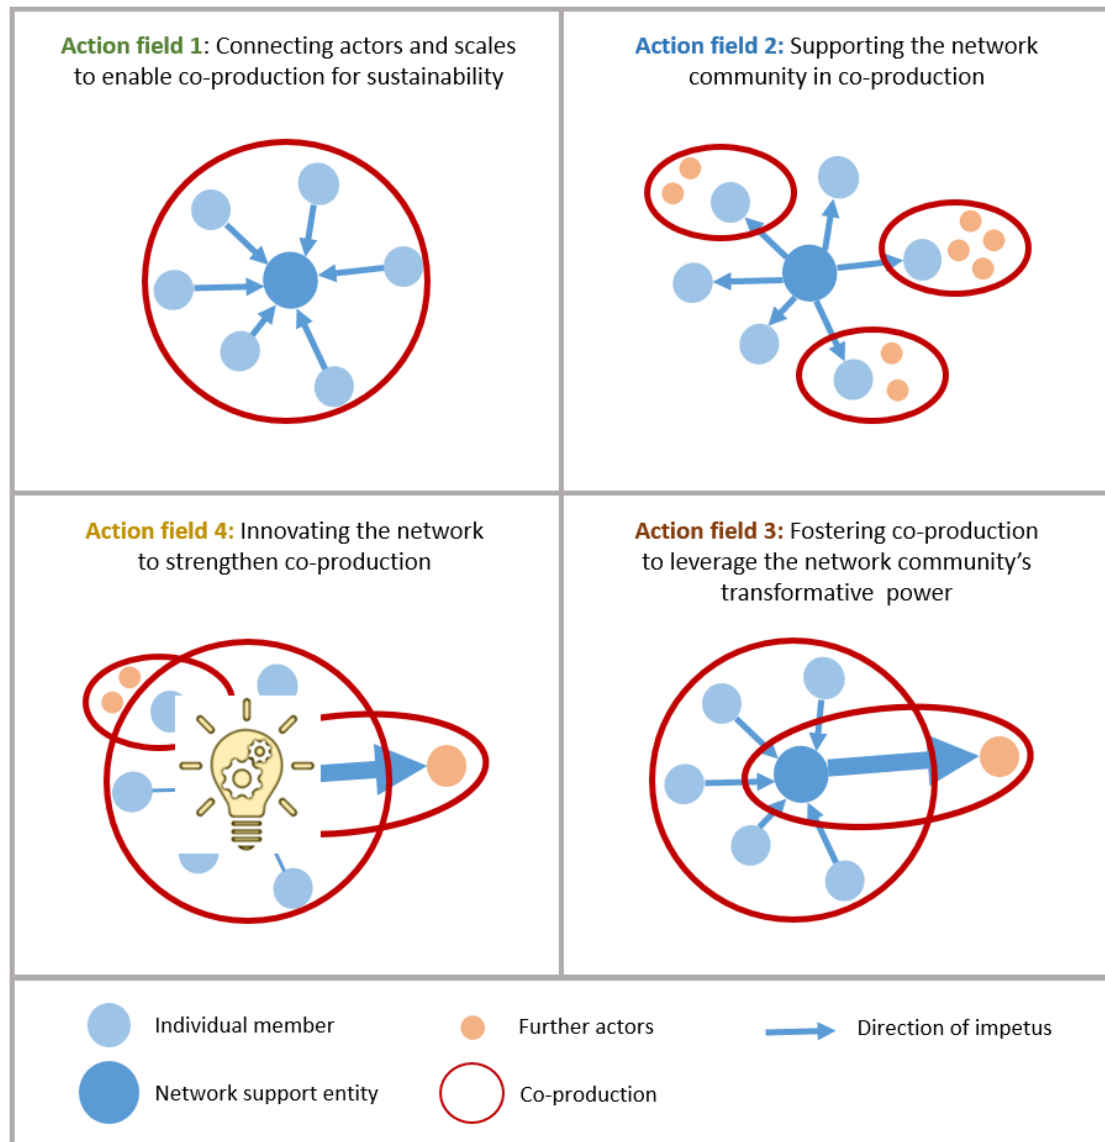 Action field 1: Connecting actors and scales
to enable co-production for sustainability
Action field 2: Supporting the network
community in co-production
Action field 4: Innovating the network
to strengthen co-production
Action field 3: Fostering co-production
to leverage the network community’s
transformative power
Individual member
Further actors
Direction of impetus
Network support entity
Co-production